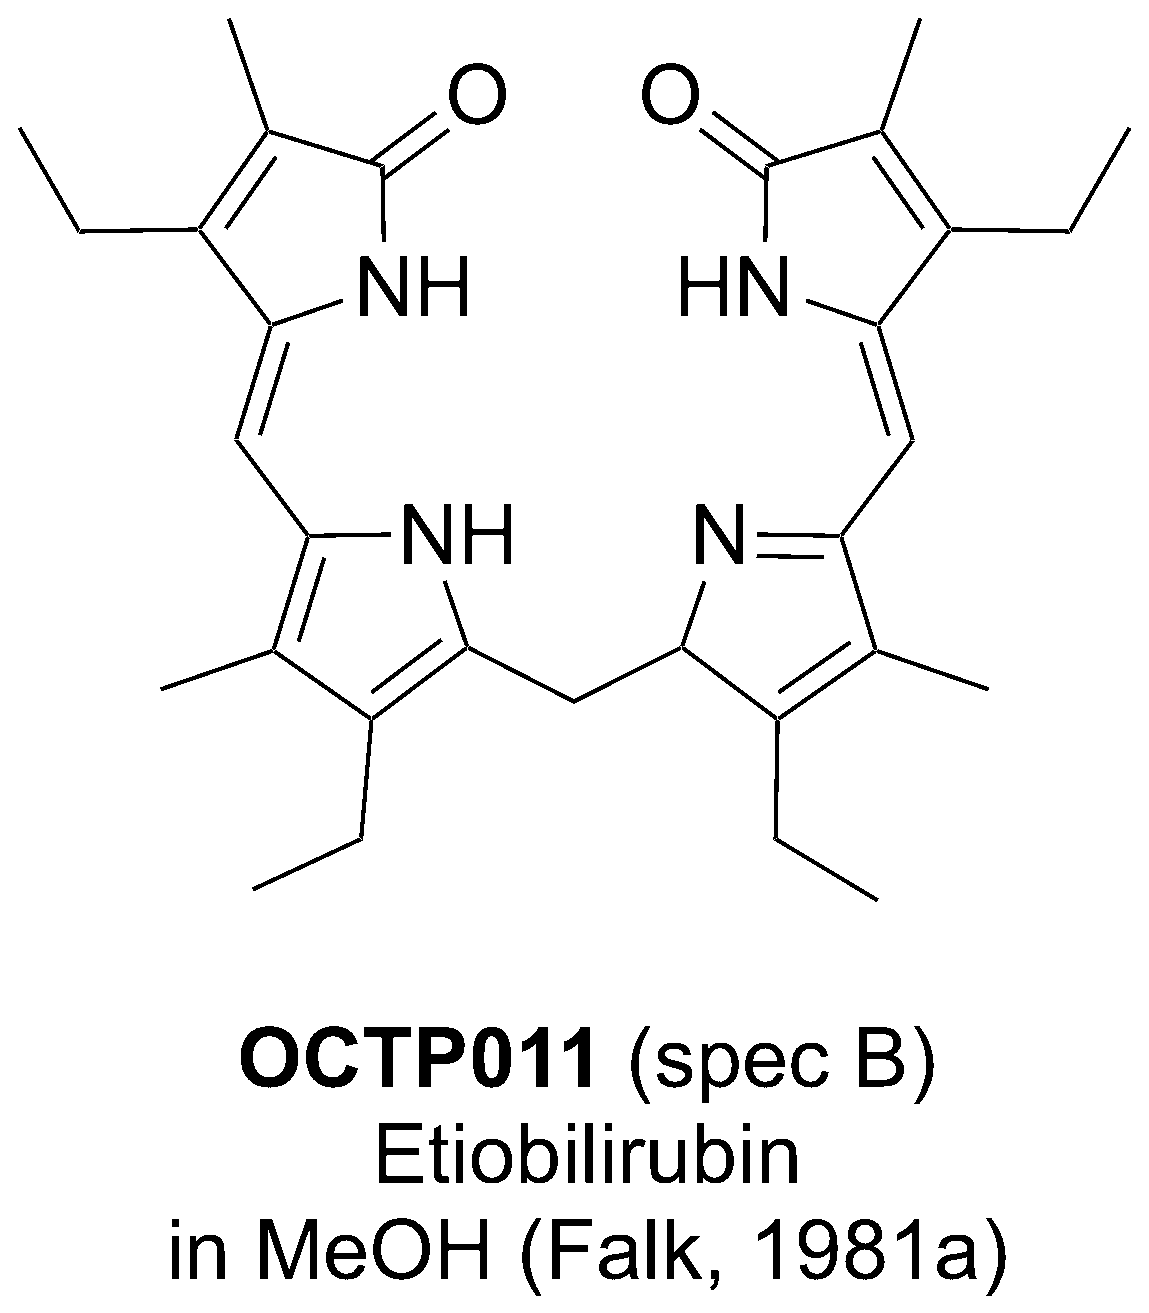 O O
NH HN
NH N
OCTP011 (spec B)
Etiobilirubin
in MeOH (Falk, 1981a)